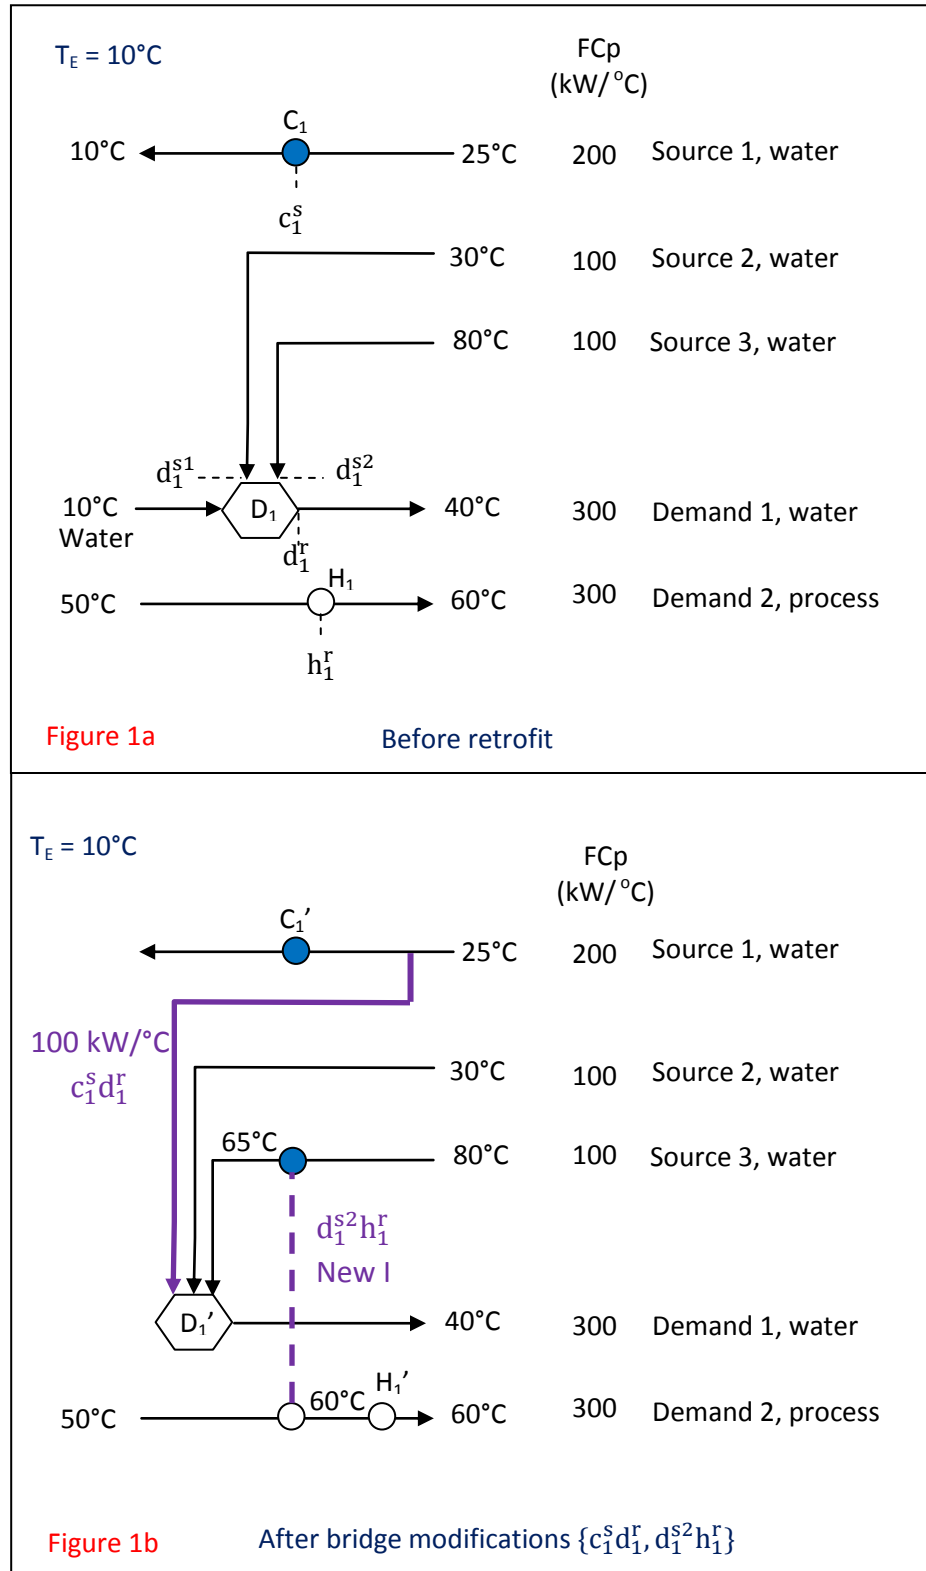 T_E = 10°C
FCp
(kW/ °C)
C₁
10°C 25°C 200 Source 1, water
c₁ˢ
30°C 100 Source 2, water
80°C 100 Source 3, water
d₁ˢ¹ d₁ˢ²
10°C D₁ 40°C 300 Demand 1, water
Water
d₁ʳ
H₁
50°C 60°C 300 Demand 2, process
h₁ʳ
Figure 1a Before retrofit
T_E = 10°C
FCp
(kW/ °C)
C₁’
25°C 200 Source 1, water
100 kW/°C
c₁ˢd₁ʳ
30°C 100 Source 2, water
65°C 80°C 100 Source 3, water
d₁ˢ²h₁ʳ
New I
D₁’ 40°C 300 Demand 1, water
H₁’
50°C 60°C 60°C 300 Demand 2, process
Figure 1b After bridge modifications {c₁ˢd₁ʳ, d₁ˢ²h₁ʳ}